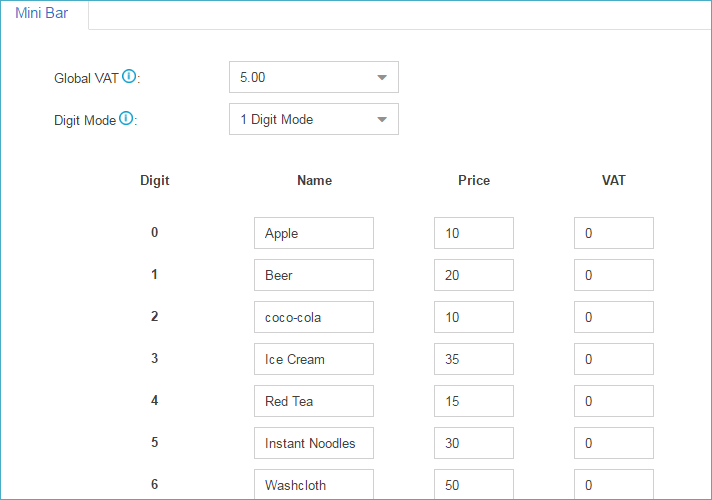 Mini Bar
Global VAT : 5.00
Digit Mode : 1 Digit Mode
Digit Name Price VAT
0 Apple 10 0
1 Beer 20 0
2 coco-cola 10 0
3 Ice Cream 35 0
4 Red Tea 15 0
5 Instant Noodles 30 0
6 Washcloth 50 0